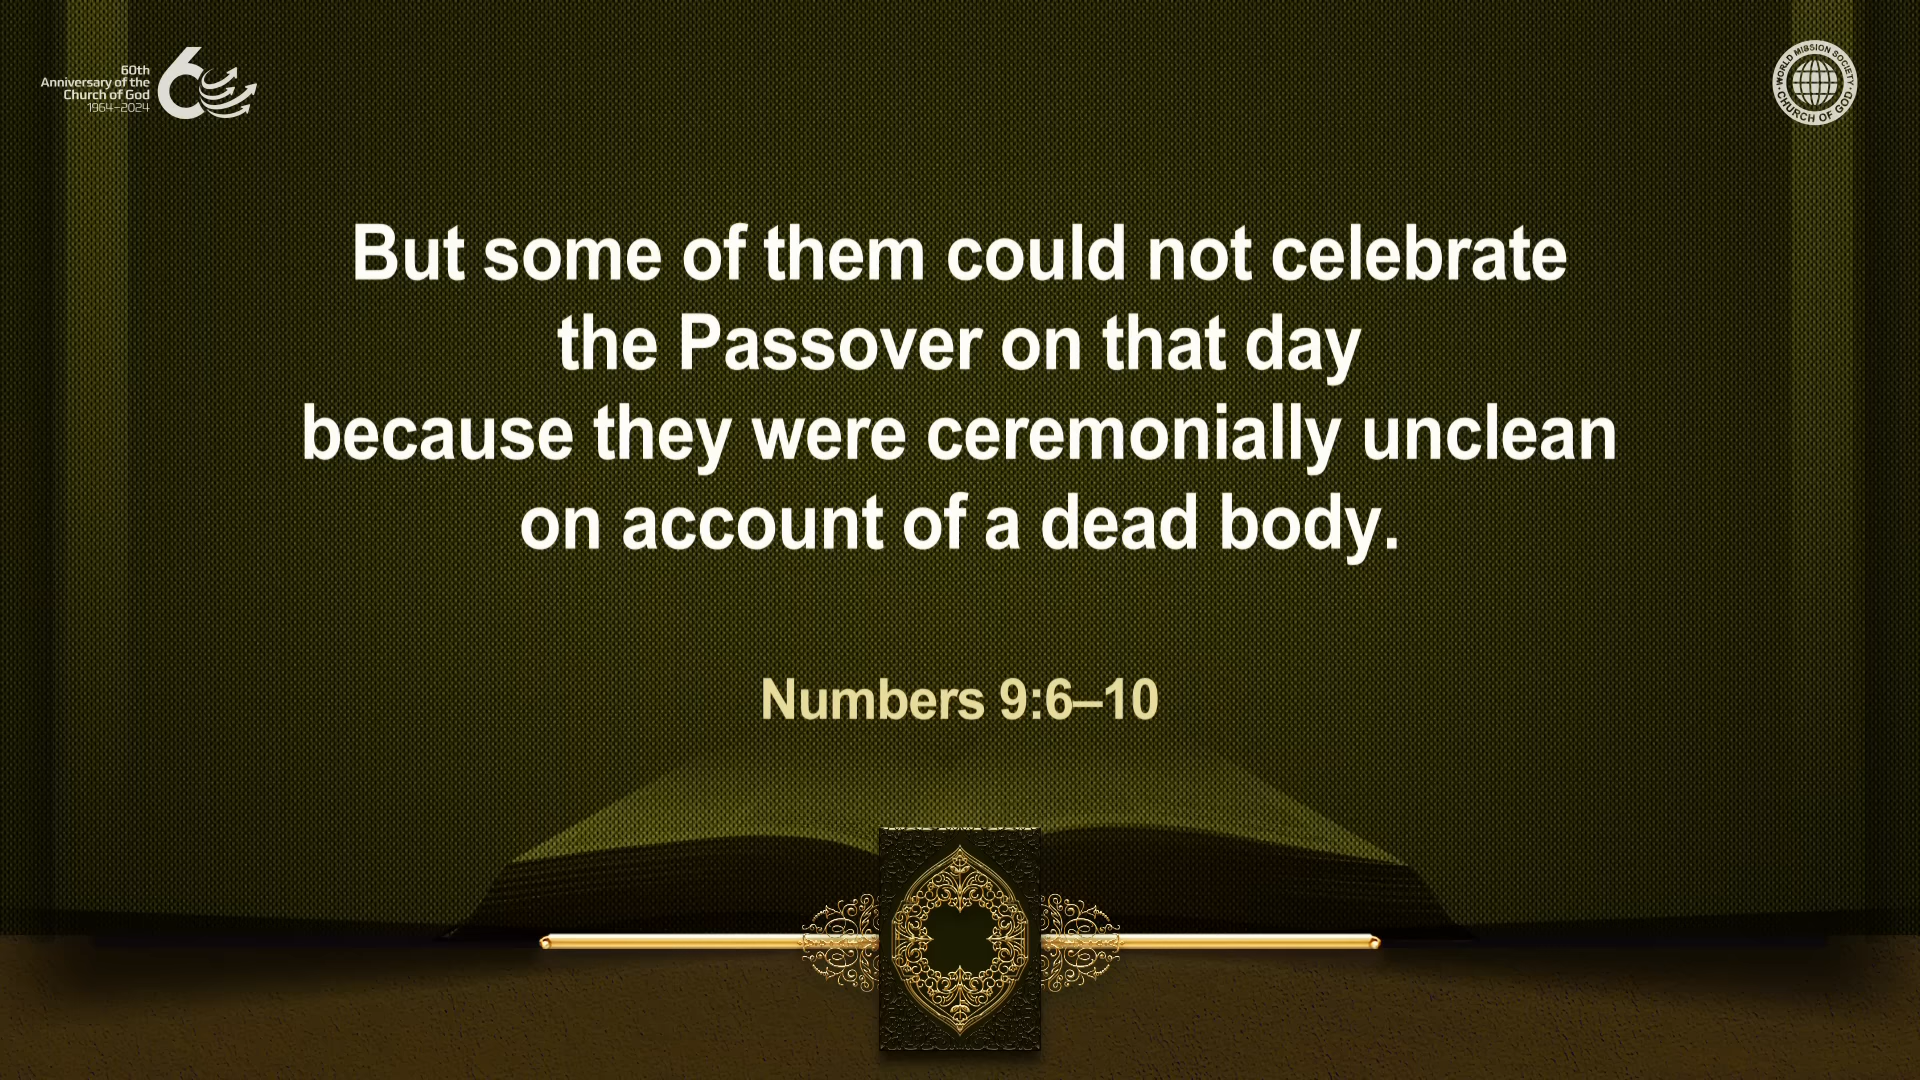 60th
Anniversary of the
Church of God
1964–2024
60
WORLD MISSION SOCIETY
CHURCH OF GOD
But some of them could not celebrate
the Passover on that day
because they were ceremonially unclean
on account of a dead body.
Numbers 9:6–10